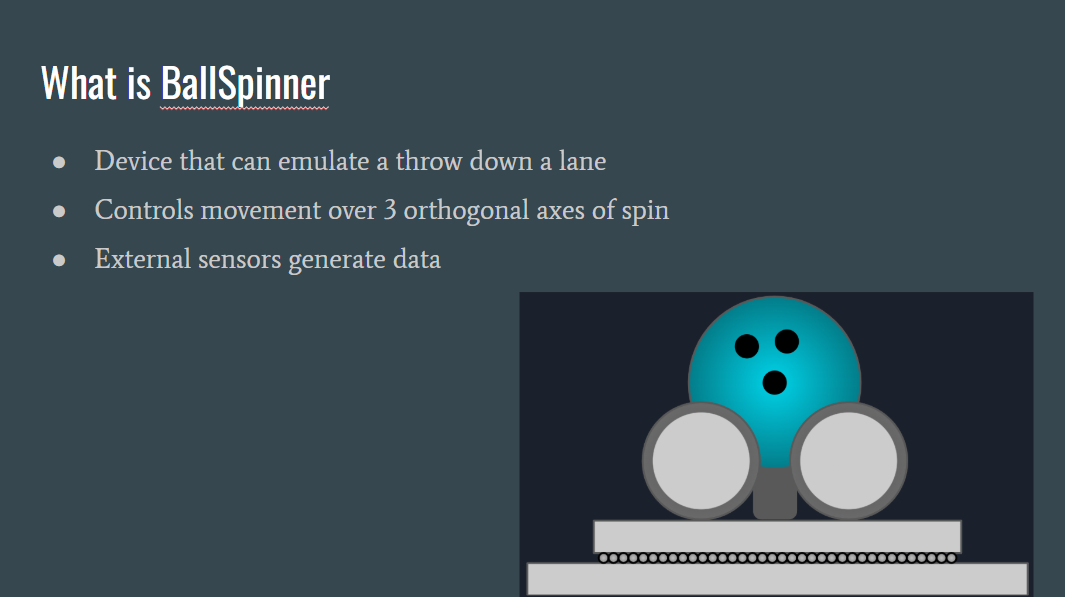 What is BallSpinner
● Device that can emulate a throw down a lane
● Controls movement over 3 orthogonal axes of spin
● External sensors generate data